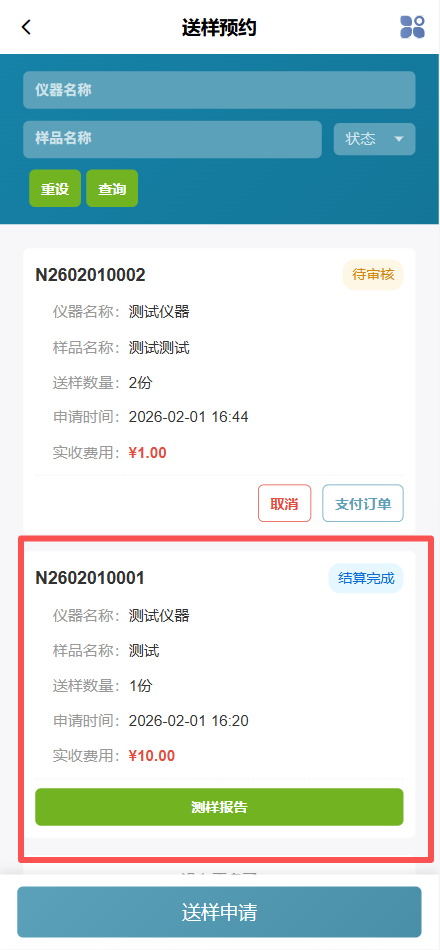 送样预约
仪器名称
样品名称
状态
重设 查询
N2602010002 待审核
仪器名称: 测试仪器
样品名称: 测试测试
送样数量: 2份
申请时间: 2026-02-01 16:44
实收费用: ¥1.00
取消 支付订单
N2602010001 结算完成
仪器名称: 测试仪器
样品名称: 测试
送样数量: 1份
申请时间: 2026-02-01 16:20
实收费用: ¥10.00
测样报告
送样申请